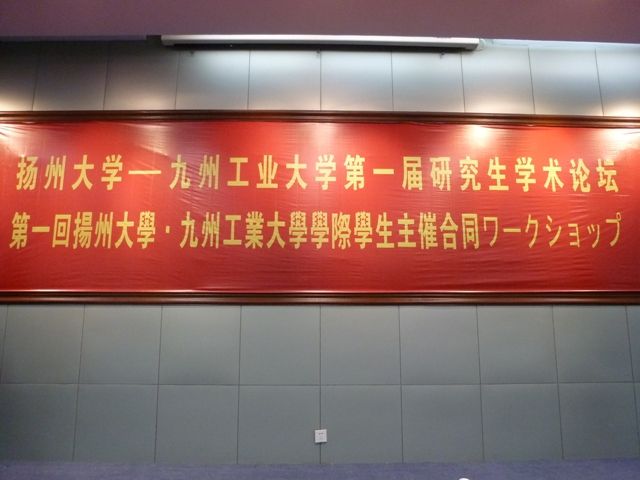 扬州大学—九州工业大学第一届研究生学术论坛
第一回揚州大學·九州工業大學學際學生主催合同ワークショップ